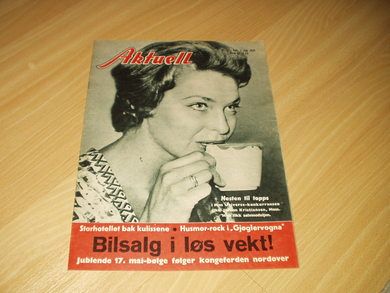 Aktuell
Nesten til topps
Storhotellet bak kulissene • Husmor-rock i „Gjøglervogna"
Bilsalg i løs vekt!
Jublende 17. mai-bølge følger kongeferden nordover